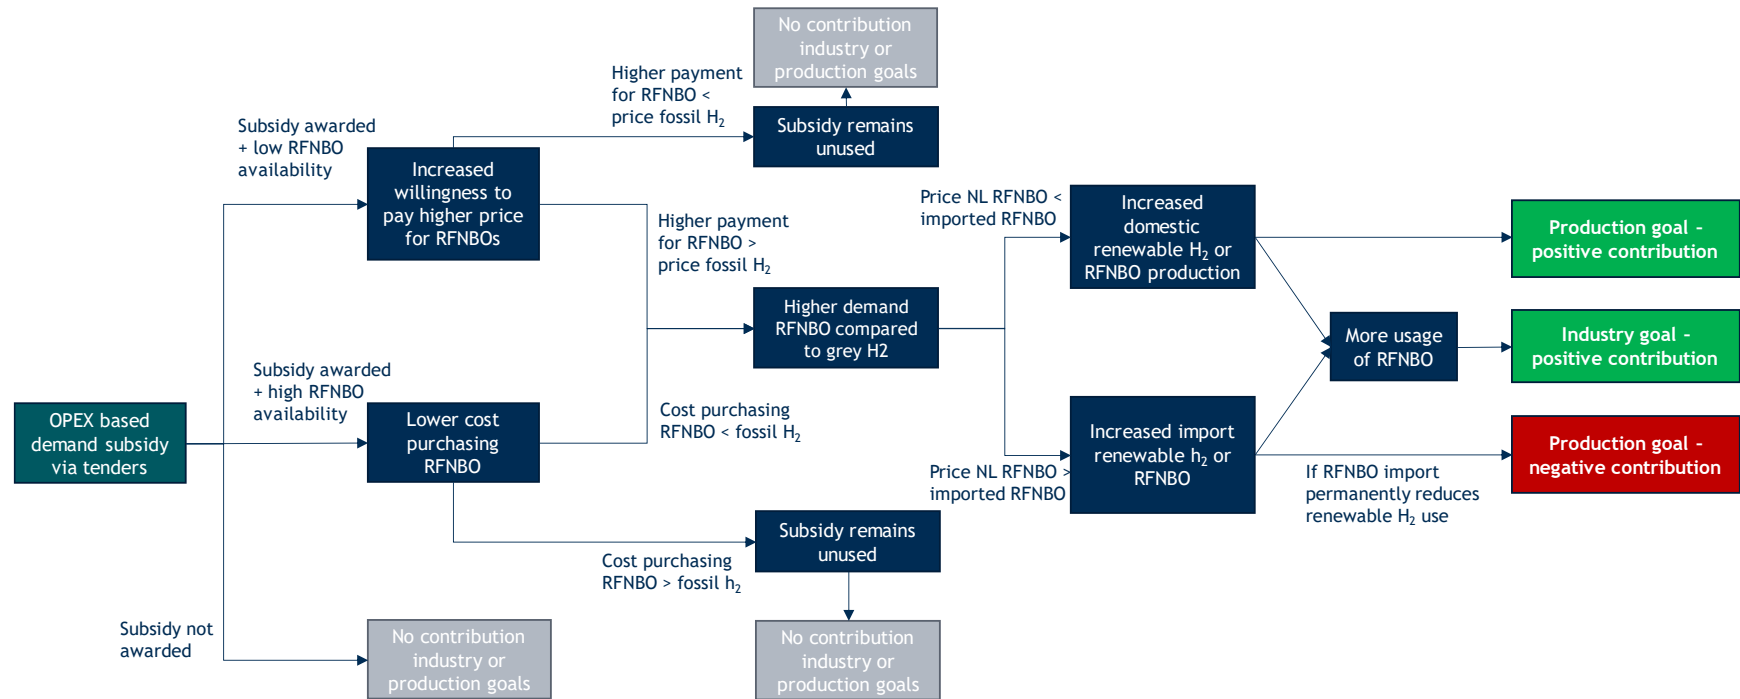 No contribution
industry or
production goals
Higher payment
for RFNBO <
price fossil H₂
Subsidy remains
unused
Subsidy awarded
+ low RFNBO
availability
Increased
willingness to
pay higher price
for RFNBOs
Higher payment
for RFNBO >
price fossil H₂
Price NL RFNBO <
imported RFNBO
Increased
domestic
renewable H₂ or
RFNBO production
Production goal -
positive contribution
Higher demand
RFNBO compared
to grey H2
More usage
of RFNBO
Industry goal -
positive contribution
Subsidy awarded
+ high RFNBO
availability
OPEX based
demand subsidy
via tenders
Lower cost
purchasing
RFNBO
Cost purchasing
RFNBO < fossil H₂
Price NL RFNBO >
imported RFNBO
Increased import
renewable h₂ or
RFNBO
If RFNBO import
permanently reduces
renewable H₂ use
Production goal -
negative contribution
Cost purchasing
RFNBO > fossil h₂
Subsidy remains
unused
Subsidy not
awarded
No contribution
industry or
production goals
No contribution
industry or
production goals